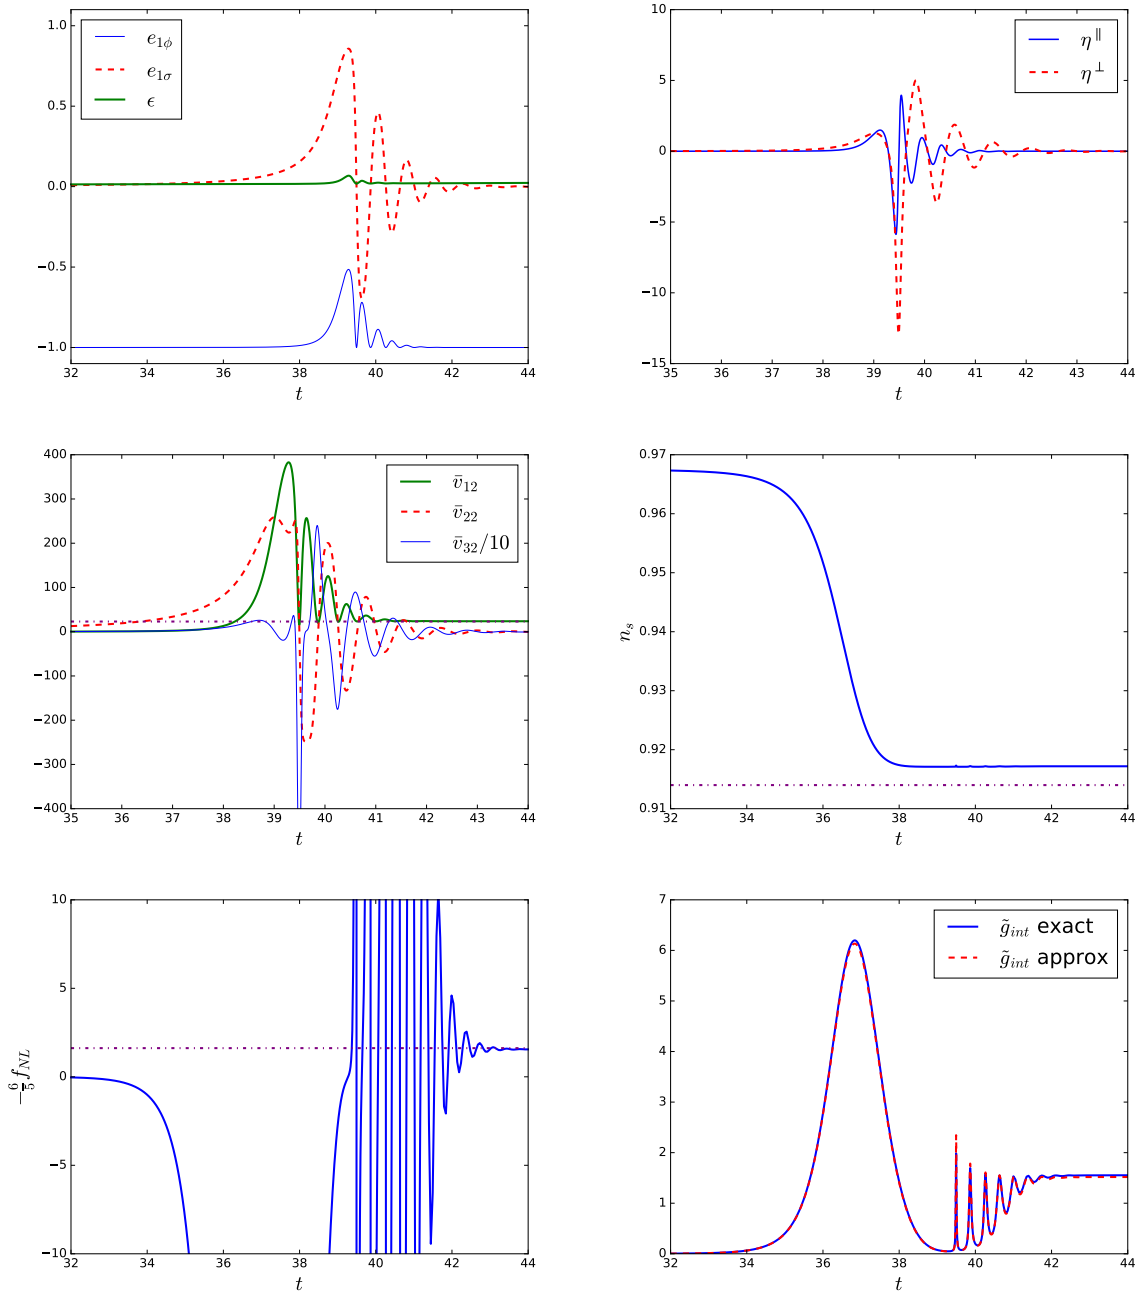 1.0
0.5
0.0
−0.5
−1.0
e₁ϕ
e₁σ
ϵ
32 34 36 38 40 42 44
t
10
5
0
−5
−10
−15
η∥
η⊥
35 36 37 38 39 40 41 42 43 44
t
400
300
200
100
0
−100
−200
−300
−400
v̄₁₂
v̄₂₂
v̄₃₂/10
35 36 37 38 39 40 41 42 43 44
t
0.97
0.96
0.95
0.94
0.93
0.92
0.91
nₛ
32 34 36 38 40 42 44
t
10
5
0
−5
−10
−6/5 f_NL
32 34 36 38 40 42 44
t
7
6
5
4
3
2
1
0
g̃_int exact
g̃_int approx
32 34 36 38 40 42 44
t